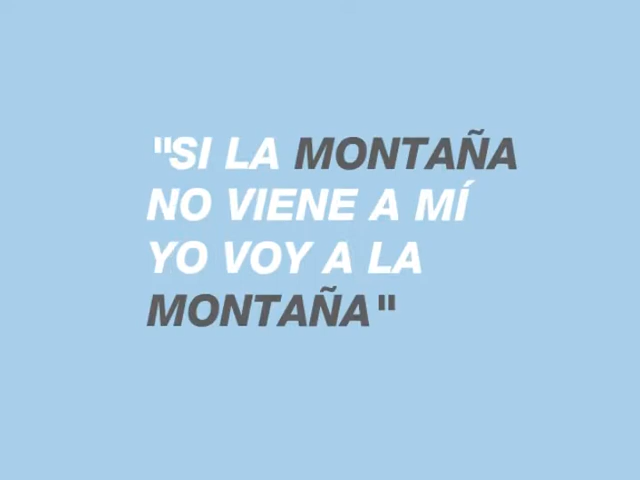 "SI LA MONTAÑA
NO VIENE A MÍ
YO VOY A LA
MONTAÑA"